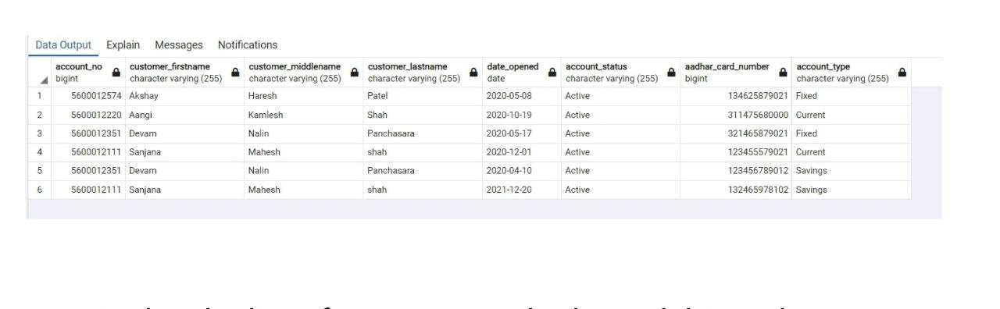 Data Output Explain Messages Notifications
account_no customer_firstname customer_middlename customer_lastname date_opened account_status aadhar_card_number account_type
bigint character varying (255) character varying (255) character varying (255) date character varying (255) bigint character varying (255)
1 5600012574 Akshay Haresh Patel 2020-05-08 Active 134625879021 Fixed
2 5600012220 Aangi Kamlesh Shah 2020-10-19 Active 311475680000 Current
3 5600012351 Devam Nalin Panchasara 2020-05-17 Active 321465879021 Fixed
4 5600012111 Sanjana Mahesh shah 2020-12-01 Active 123455579021 Current
5 5600012351 Devam Nalin Panchasara 2020-04-10 Active 123456789012 Savings
6 5600012111 Sanjana Mahesh shah 2021-12-20 Active 132465978102 Savings